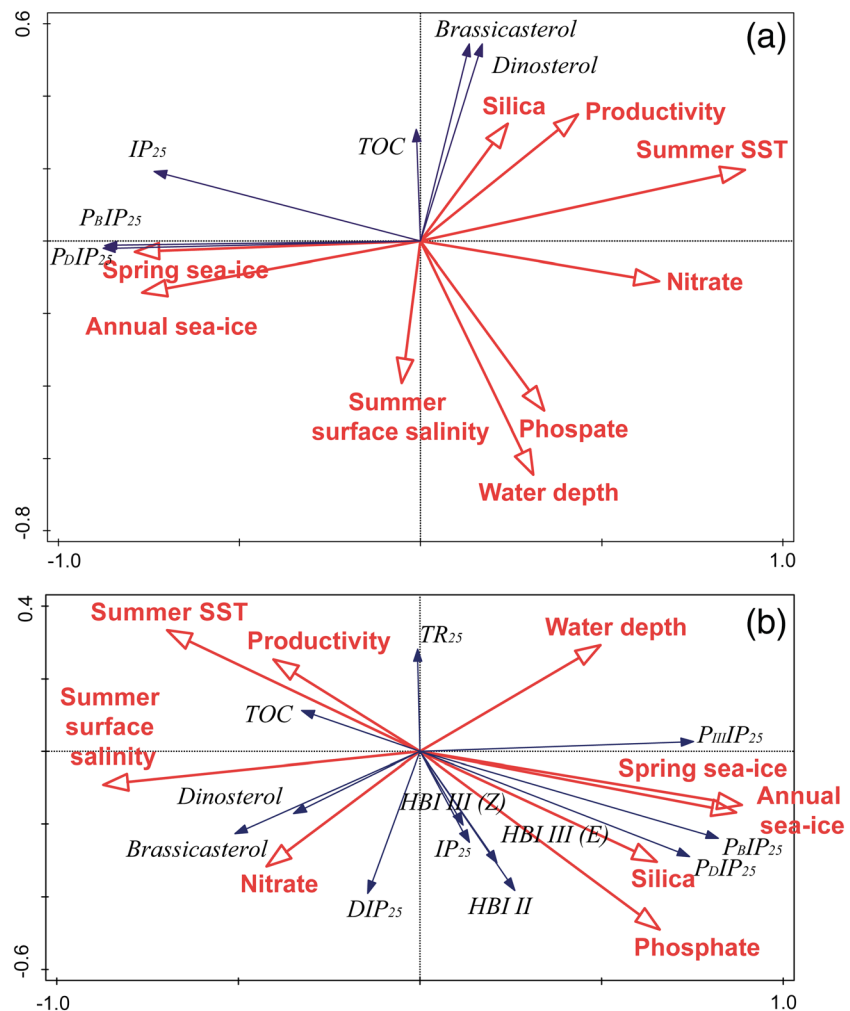 0.6
(a)
Brassicasterol
Dinosterol
Silica
Productivity
TOC
Summer SST
IP25
PBIP25
PDIP25
Spring sea-ice
Nitrate
Annual sea-ice
Summer
surface salinity
Phospate
Water depth
-0.8
-1.0
1.0
0.4
(b)
Summer SST
Productivity
TR25
Water depth
Summer
surface
salinity
TOC
PIIIIP25
Spring sea-ice
Annual
sea-ice
Dinosterol
HBI III (Z)
HBI III (E)
Brassicasterol
IP25
PBIP25
PDIP25
Nitrate
Silica
DIP25
HBI II
Phosphate
-0.6
-1.0
1.0